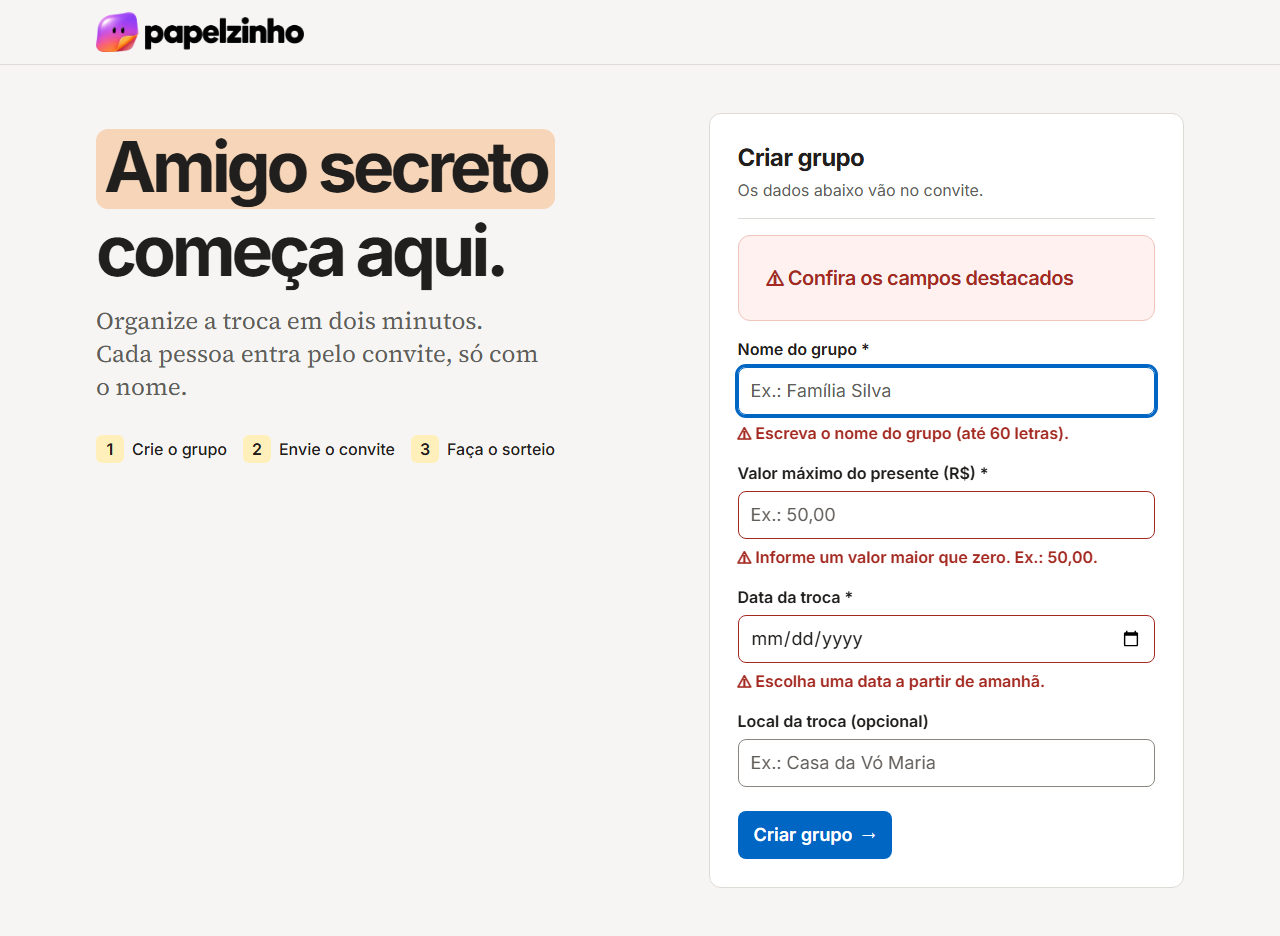 papelzinho
Amigo secreto
começa aqui.
Organize a troca em dois minutos.
Cada pessoa entra pelo convite, só com
o nome.
1 Crie o grupo 2 Envie o convite 3 Faça o sorteio
Criar grupo
Os dados abaixo vão no convite.
⚠ Confira os campos destacados
Nome do grupo *
Ex.: Família Silva
⚠ Escreva o nome do grupo (até 60 letras).
Valor máximo do presente (R$) *
Ex.: 50,00
⚠ Informe um valor maior que zero. Ex.: 50,00.
Data da troca *
mm/dd/yyyy
⚠ Escolha uma data a partir de amanhã.
Local da troca (opcional)
Ex.: Casa da Vó Maria
Criar grupo →